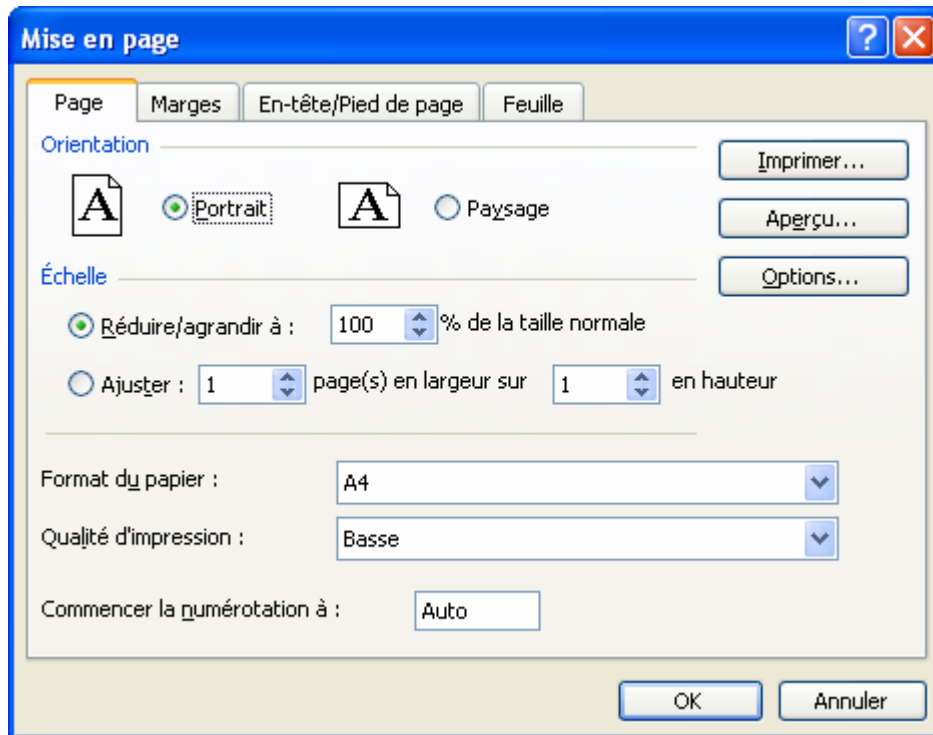 Mise en page
Page Marges En-tête/Pied de page Feuille
Orientation
Imprimer...
A Portrait A Paysage
Aperçu...
Échelle
Options...
Réduire/agrandir à : 100 % de la taille normale
Ajuster : 1 page(s) en largeur sur 1 en hauteur
Format du papier : A4
Qualité d'impression : Basse
Commencer la numérotation à : Auto
OK Annuler